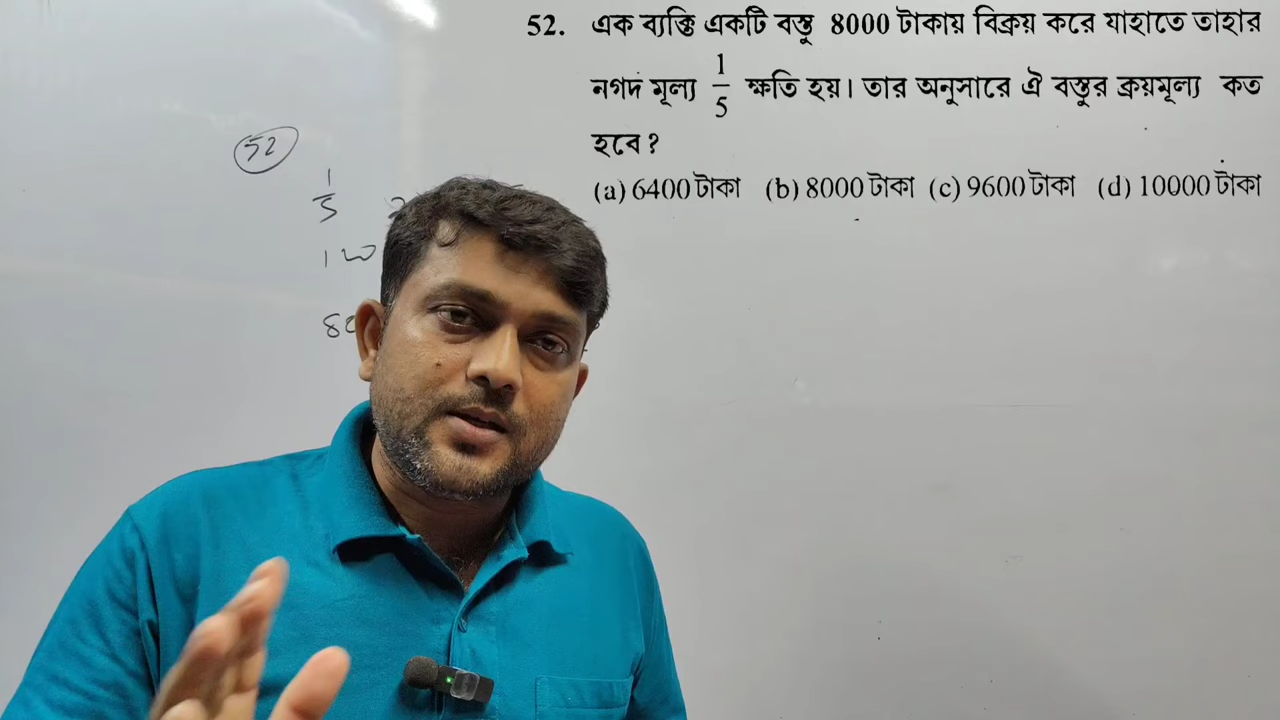 52. এক ব্যক্তি একটি বস্তু 8000 টাকায় বিক্রয় করে যাহাতে তাহার
নগদ মূল্য 1/5 ক্ষতি হয়। তার অনুসারে ঐ বস্তুর ক্রয়মূল্য কত
হবে?
(a) 6400 টাকা (b) 8000 টাকা (c) 9600 টাকা (d) 10000 টাকা
52
1/5
100